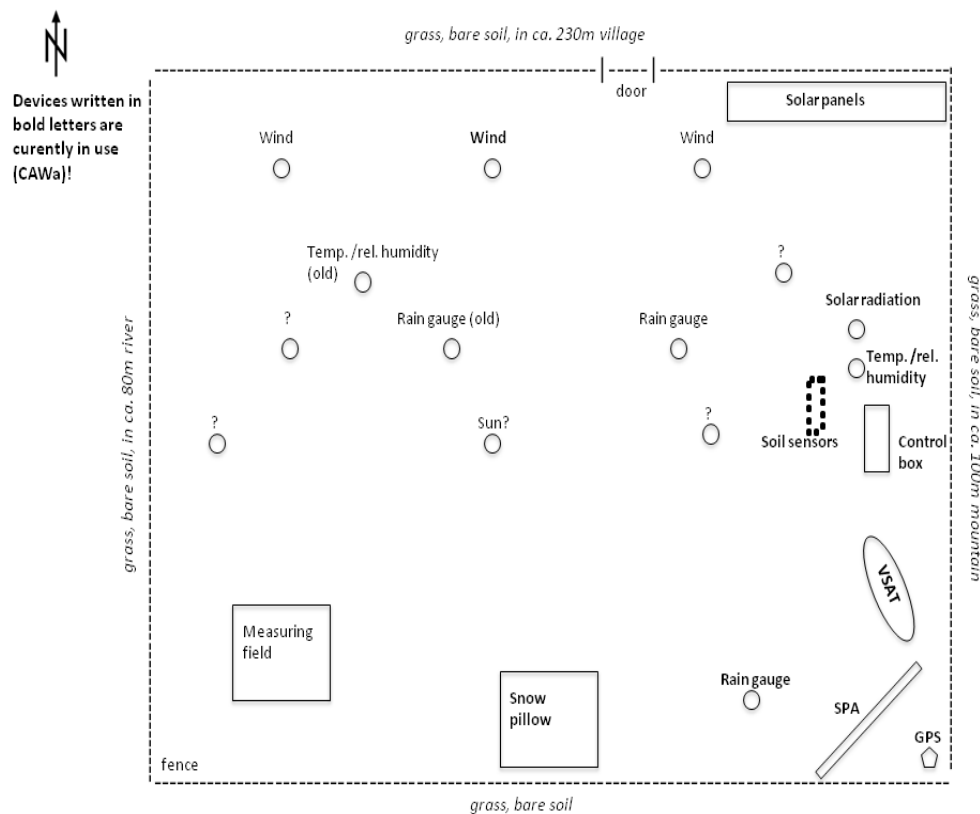 N
grass, bare soil, in ca. 230m village
Devices written in
bold letters are
curently in use
(CAWa)!
door
Solar panels
Wind
Wind
Wind
Temp. /rel. humidity
(old)
?
Solar radiation
?
Rain gauge (old)
Rain gauge
Temp. /rel.
humidity
?
Sun?
?
Soil sensors
Control
box
grass, bare soil, in ca. 80m river
grass, bare soil, in ca. 100m mountain
VSAT
Measuring
field
Snow
pillow
Rain gauge
SPA
GPS
fence
grass, bare soil